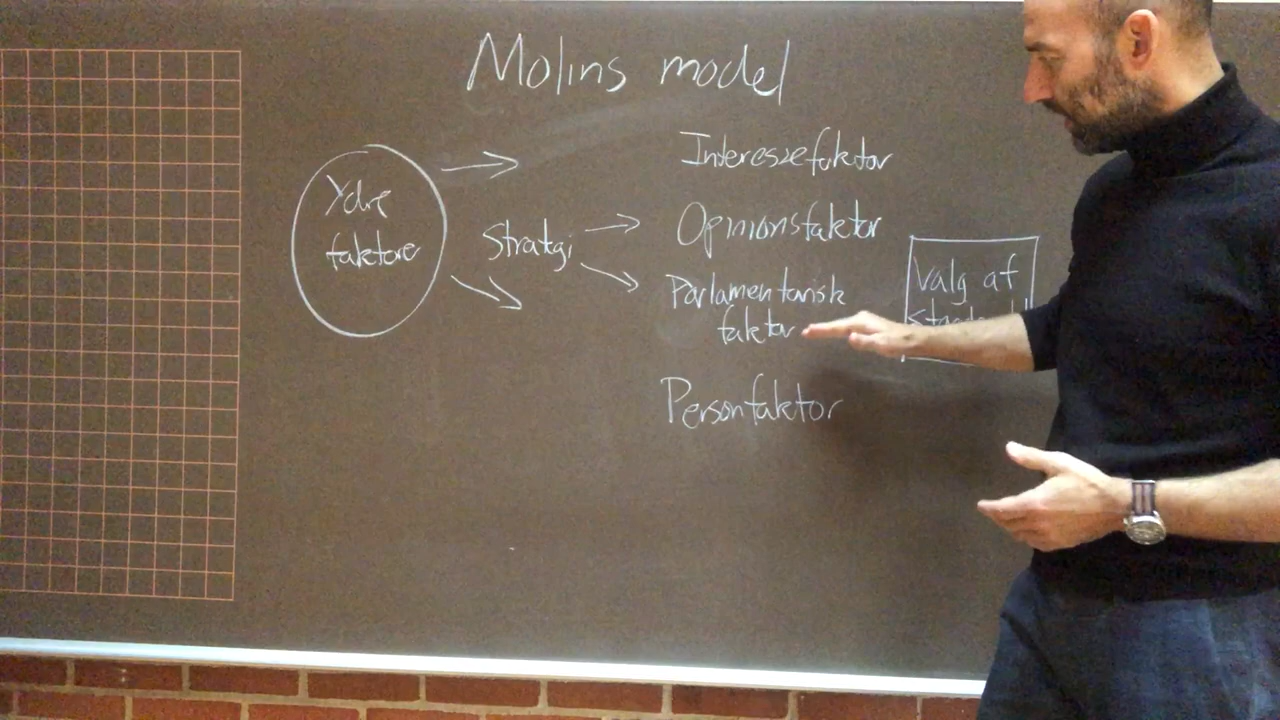 Molins model
Ydre
faktorer
Strategi
Interessefaktor
Opinionsfaktor
Parlamentarisk
faktor
Personfaktor
Valg af